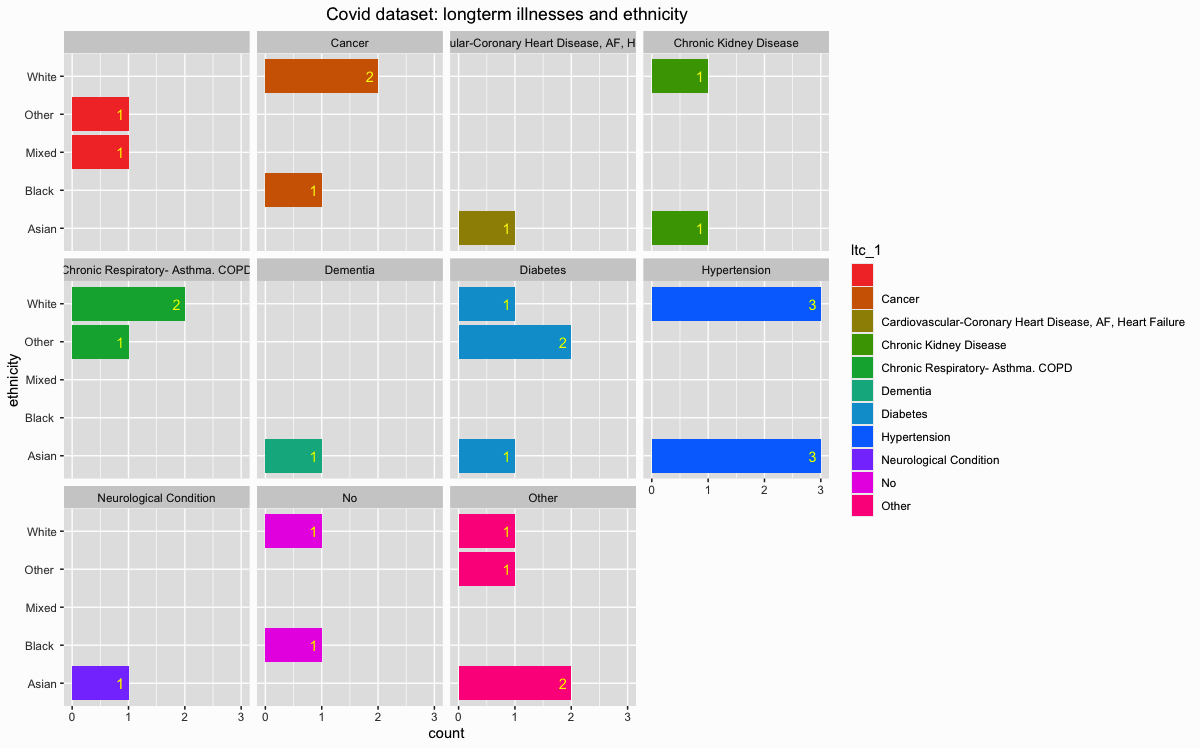 Covid dataset: longterm illnesses and ethnicity
Cancer
ular-Coronary Heart Disease, AF, H
Chronic Kidney Disease
White
2
1
Other
1
Mixed
1
Black
1
Asian
1
1
Chronic Respiratory- Asthma. COPD
Dementia
Diabetes
Hypertension
White
2
1
3
Other
1
2
Mixed
Black
Asian
1
1
3
0 1 2 3
Neurological Condition
No
Other
White
1
1
Other
1
Mixed
Black
1
Asian
1
2
0 1 2 3
0 1 2 3
0 1 2 3
count
ethnicity
ltc_1
Cancer
Cardiovascular-Coronary Heart Disease, AF, Heart Failure
Chronic Kidney Disease
Chronic Respiratory- Asthma. COPD
Dementia
Diabetes
Hypertension
Neurological Condition
No
Other